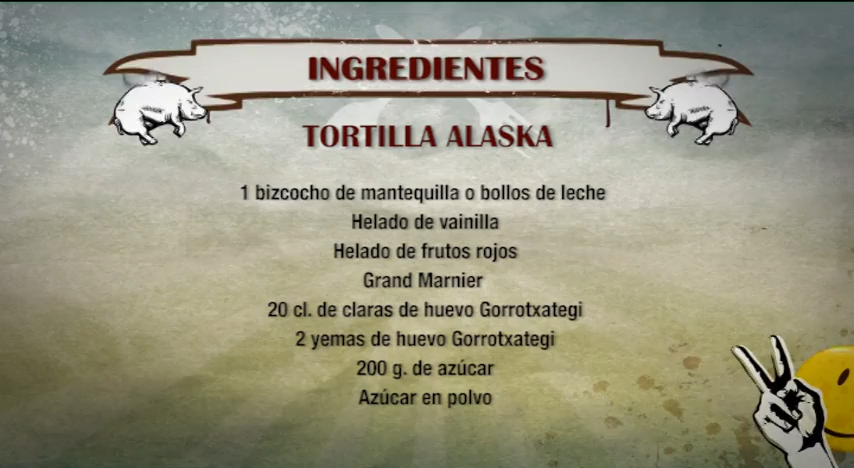 INGREDIENTES
TORTILLA ALASKA
1 bizcocho de mantequilla o bollos de leche
Helado de vainilla
Helado de frutos rojos
Grand Marnier
20 cl. de claras de huevo Gorrotxategi
2 yemas de huevo Gorrotxategi
200 g. de azúcar
Azúcar en polvo